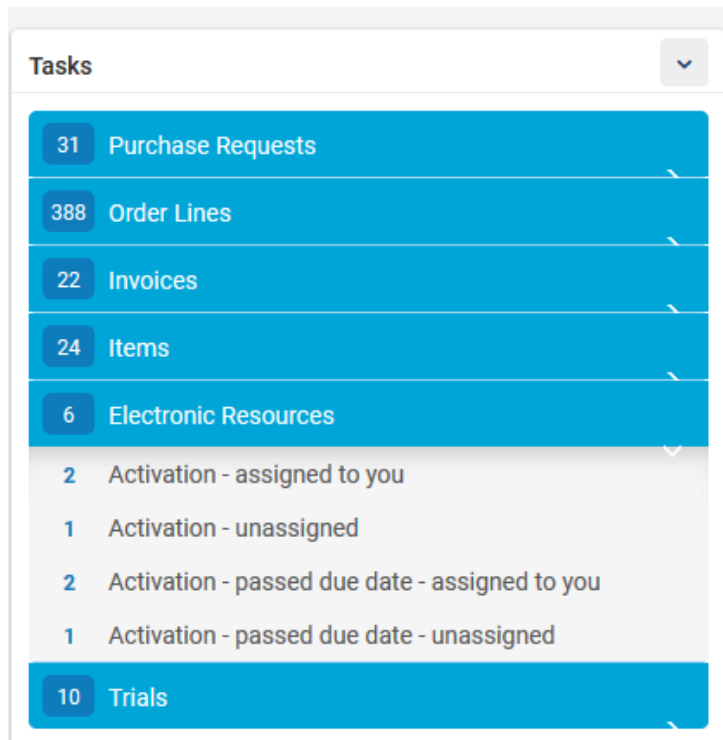 Tasks
31 Purchase Requests
388 Order Lines
22 Invoices
24 Items
6 Electronic Resources
2 Activation - assigned to you
1 Activation - unassigned
2 Activation - passed due date - assigned to you
1 Activation - passed due date - unassigned
10 Trials